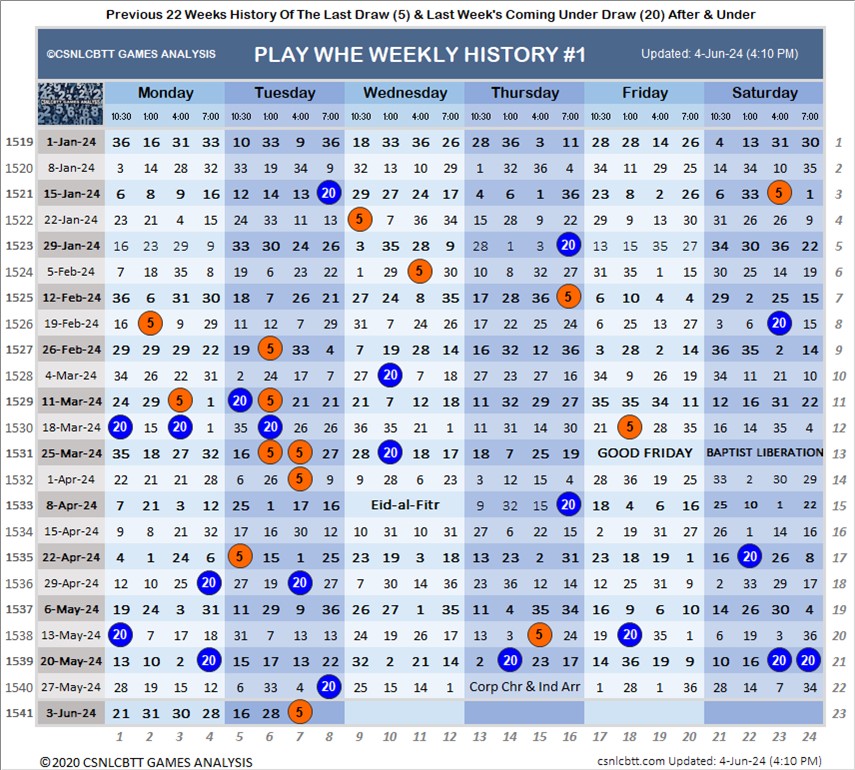 Previous 22 Weeks History Of The Last Draw (5) & Last Week's Coming Under Draw (20) After & Under
©CSNLCBTT GAMES ANALYSIS PLAY WHE WEEKLY HISTORY #1 Updated: 4-Jun-24 (4:10 PM)
Monday Tuesday Wednesday Thursday Friday Saturday
CSNLCBTT GAMES ANALYSIS
10:30 1:00 4:00 7:00 10:30 1:00 4:00 7:00 10:30 1:00 4:00 7:00 10:30 1:00 4:00 7:00 10:30 1:00 4:00 7:00 10:30 1:00 4:00 7:00
1519 1-Jan-24 36 16 31 33 10 33 9 36 18 33 36 26 28 36 3 11 28 28 14 26 4 13 31 30 1
1520 8-Jan-24 3 14 28 32 33 19 34 9 32 13 10 29 1 32 36 4 34 11 29 25 14 34 10 35 2
1521 15-Jan-24 6 8 9 16 12 14 13 20 29 27 24 17 4 6 1 36 23 8 2 26 6 33 5 1 3
1522 22-Jan-24 23 21 4 15 24 33 11 13 5 7 36 34 15 28 9 22 29 9 13 30 31 26 26 9 4
1523 29-Jan-24 16 23 29 9 33 30 24 26 3 35 28 9 28 1 3 20 13 15 35 27 34 30 36 22 5
1524 5-Feb-24 7 18 35 8 19 6 23 22 1 29 5 30 10 8 32 27 31 35 1 15 30 25 14 19 6
1525 12-Feb-24 36 6 31 30 18 7 26 21 27 24 8 35 17 28 36 5 6 10 4 4 29 2 25 15 7
1526 19-Feb-24 16 5 9 29 11 12 7 29 31 7 24 26 17 22 25 24 6 25 13 27 3 6 20 15 8
1527 26-Feb-24 29 29 29 22 19 5 33 4 7 19 28 14 16 32 12 36 3 28 2 14 36 35 2 14 9
1528 4-Mar-24 34 26 22 31 2 24 17 7 27 20 7 18 27 23 27 16 34 9 26 19 34 11 21 10 10
1529 11-Mar-24 24 29 5 1 20 5 21 21 21 7 12 18 11 32 29 27 35 35 34 11 12 16 31 22 11
1530 18-Mar-24 20 15 20 1 35 20 26 26 36 35 21 1 11 31 14 30 21 5 28 35 16 14 35 4 12
1531 25-Mar-24 35 18 27 32 16 5 5 27 28 20 18 17 18 7 25 19 GOOD FRIDAY BAPTIST LIBERATION 13
1532 1-Apr-24 22 21 21 28 6 26 5 9 9 28 6 23 3 12 15 4 28 36 19 25 33 2 30 29 14
1533 8-Apr-24 7 21 3 12 25 1 17 16 Eid-al-Fitr 9 32 15 20 18 4 6 16 25 10 1 22 15
1534 15-Apr-24 9 8 21 32 17 16 30 12 10 31 10 31 27 6 22 15 2 19 31 27 26 1 14 16 16
1535 22-Apr-24 4 1 24 6 5 15 1 25 23 19 3 18 13 23 2 31 23 18 19 1 16 20 26 8 17
1536 29-Apr-24 12 10 25 20 27 19 20 18 7 30 14 36 23 36 12 14 12 25 31 9 2 33 29 17 18
1537 6-May-24 19 24 3 31 11 29 9 36 26 27 1 35 11 4 35 34 16 9 6 10 14 26 30 4 19
1538 13-May-24 20 7 17 18 31 7 13 13 24 19 26 17 13 3 5 24 19 20 35 1 6 19 3 36 20
1539 20-May-24 13 10 2 20 15 17 13 22 32 2 21 14 2 20 23 17 14 36 19 9 10 16 20 20 21
1540 27-May-24 28 19 15 12 6 33 4 20 25 15 14 1 Corp Chr & Ind Arr 1 28 1 36 28 14 7 34 22
1541 3-Jun-24 21 31 30 28 16 28 5 23
1 2 3 4 5 6 7 8 9 10 11 12 13 14 15 16 17 18 19 20 21 22 23 24
©2020 CSNLCBTT GAMES ANALYSIS csnlcbtt.com Updated: 4-Jun-24 (4:10 PM)